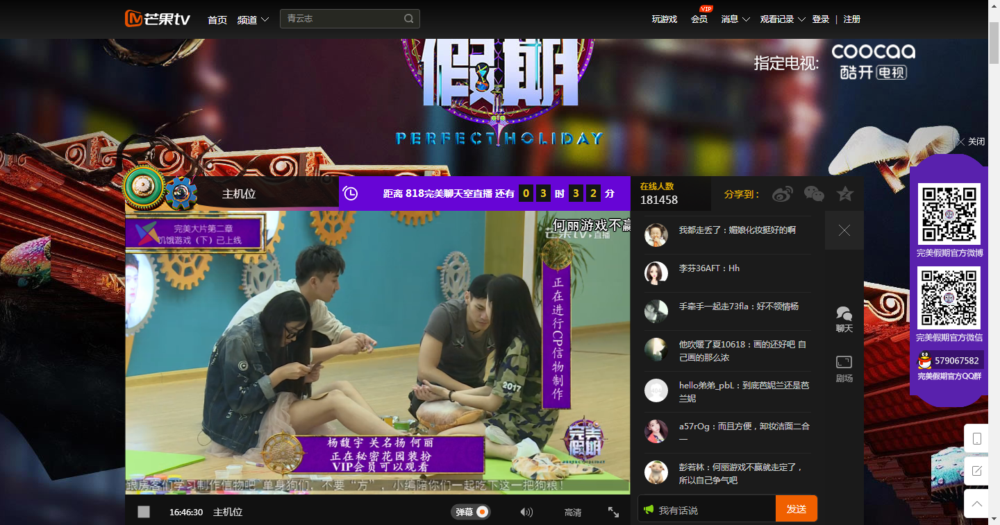 芒果tv
首页
频道
青云志
玩游戏
会员
VIP
消息
观看记录
登录 | 注册
假期
PERFECT HOLIDAY
指定电视:
coocaa
酷开电视
关闭
主机位
距离 818完美聊天室直播 还有 0 3 时 3 2 分
在线人数
181458
分享到：
完美大片第二章
饥饿游戏（下）已上线
何丽游戏不赢
芒果tv 直播
正在进行CP信物制作
2017
完美假期
PERFECT HOLIDAY
杨馥宇 关名扬 何丽
正在秘密花园装扮
VIP会员可以观看
跟房客们学习制作信物吧 单身狗们，不要“方”，小编陪你们一起吃下这一把狗粮！
16:46:30 主机位
弹幕
高清
我都走丢了：媚娘化妆挺好的啊
李芬36AFT：Hh
手牵手一起走73fla：好不领情杨
他吹暖了夏10618：画的还好吧 自
己画的那么浓
404
hello弟弟_pbL：到底芭妮兰还是芭
兰妮
a57rOg：而且方便，卸妆洁面二合
一
彭若林：何丽游戏不赢就走定了，
所以自己争气吧
我有话说
发送
聊天
剧场
完美假期官方微博
完美假期官方微信
579067582
完美假期官方QQ群